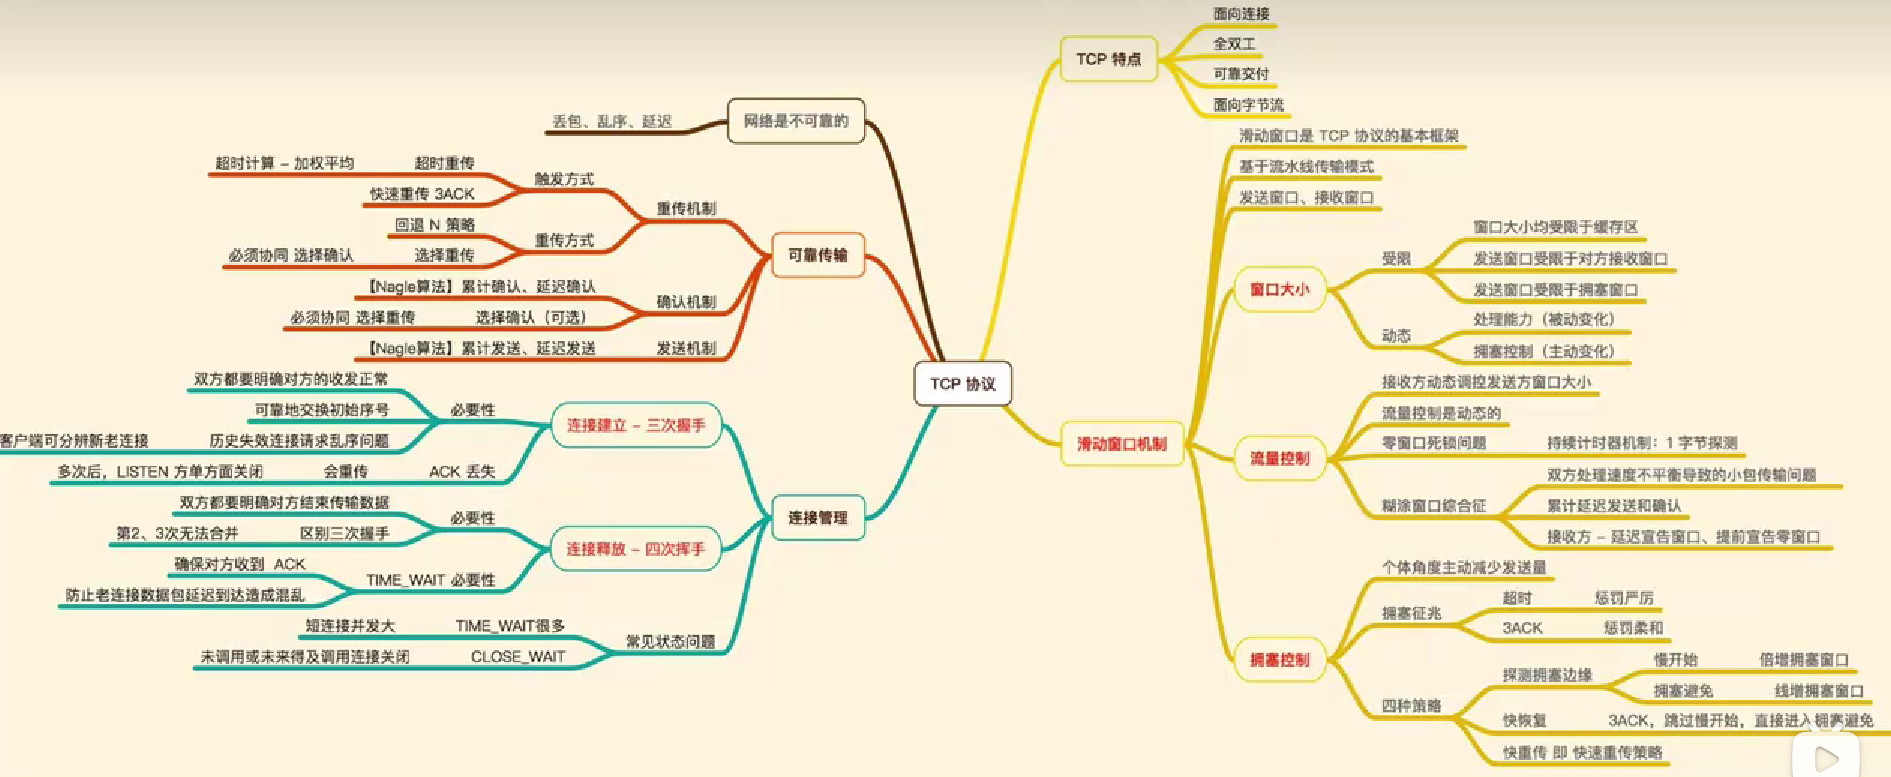 TCP 协议
TCP 特点
面向连接
全双工
可靠交付
面向字节流
网络是不可靠的
丢包、乱序、延迟
可靠传输
重传机制
触发方式
超时重传
超时计算 – 加权平均
快速重传 3ACK
重传方式
回退 N 策略
选择重传
必须协同 选择确认
确认机制
【Nagle算法】累计确认、延迟确认
选择确认（可选）
必须协同 选择重传
发送机制
【Nagle算法】累计发送、延迟发送
连接管理
连接建立 – 三次握手
必要性
双方都要明确对方的收发正常
可靠地交换初始序号
历史失效连接请求乱序问题
客户端可分辨新老连接
ACK 丢失
会重传
多次后，LISTEN 方单方面关闭
连接释放 – 四次挥手
必要性
双方都要明确对方结束传输数据
区别三次握手
第2、3次无法合并
TIME_WAIT 必要性
确保对方收到 ACK
防止老连接数据包延迟到达造成混乱
常见状态问题
TIME_WAIT很多
短连接并发大
CLOSE_WAIT
未调用或未来得及调用连接关闭
滑动窗口机制
滑动窗口是 TCP 协议的基本框架
基于流水线传输模式
发送窗口、接收窗口
窗口大小
受限
窗口大小均受限于缓存区
发送窗口受限于对方接收窗口
发送窗口受限于拥塞窗口
动态
处理能力（被动变化）
拥塞控制（主动变化）
流量控制
接收方动态调控发送方窗口大小
流量控制是动态的
零窗口死锁问题
持续计时器机制：1 字节探测
糊涂窗口综合征
双方处理速度不平衡导致的小包传输问题
累计延迟发送和确认
接收方 – 延迟宣告窗口、提前宣告零窗口
拥塞控制
个体角度主动减少发送量
拥塞征兆
超时
惩罚严厉
3ACK
惩罚柔和
四种策略
探测拥塞边缘
慢开始
倍增拥塞窗口
拥塞避免
线增拥塞窗口
快恢复
3ACK，跳过慢开始，直接进入拥塞避免
快重传 即 快速重传策略